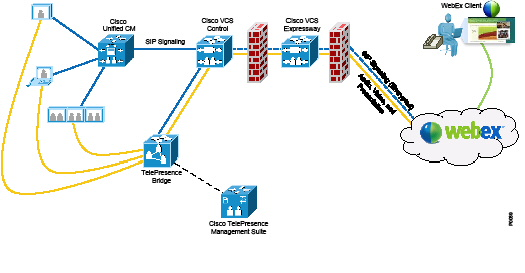 Cisco
Unified CM
SIP Signaling
Cisco VCS
Control
Cisco VCS
Expressway
WebEx Client
SIP Signaling (Encrypted)
Audio, Video, and
Presentation
webex
TelePresence
Bridge
Cisco TelePresence
Management Suite